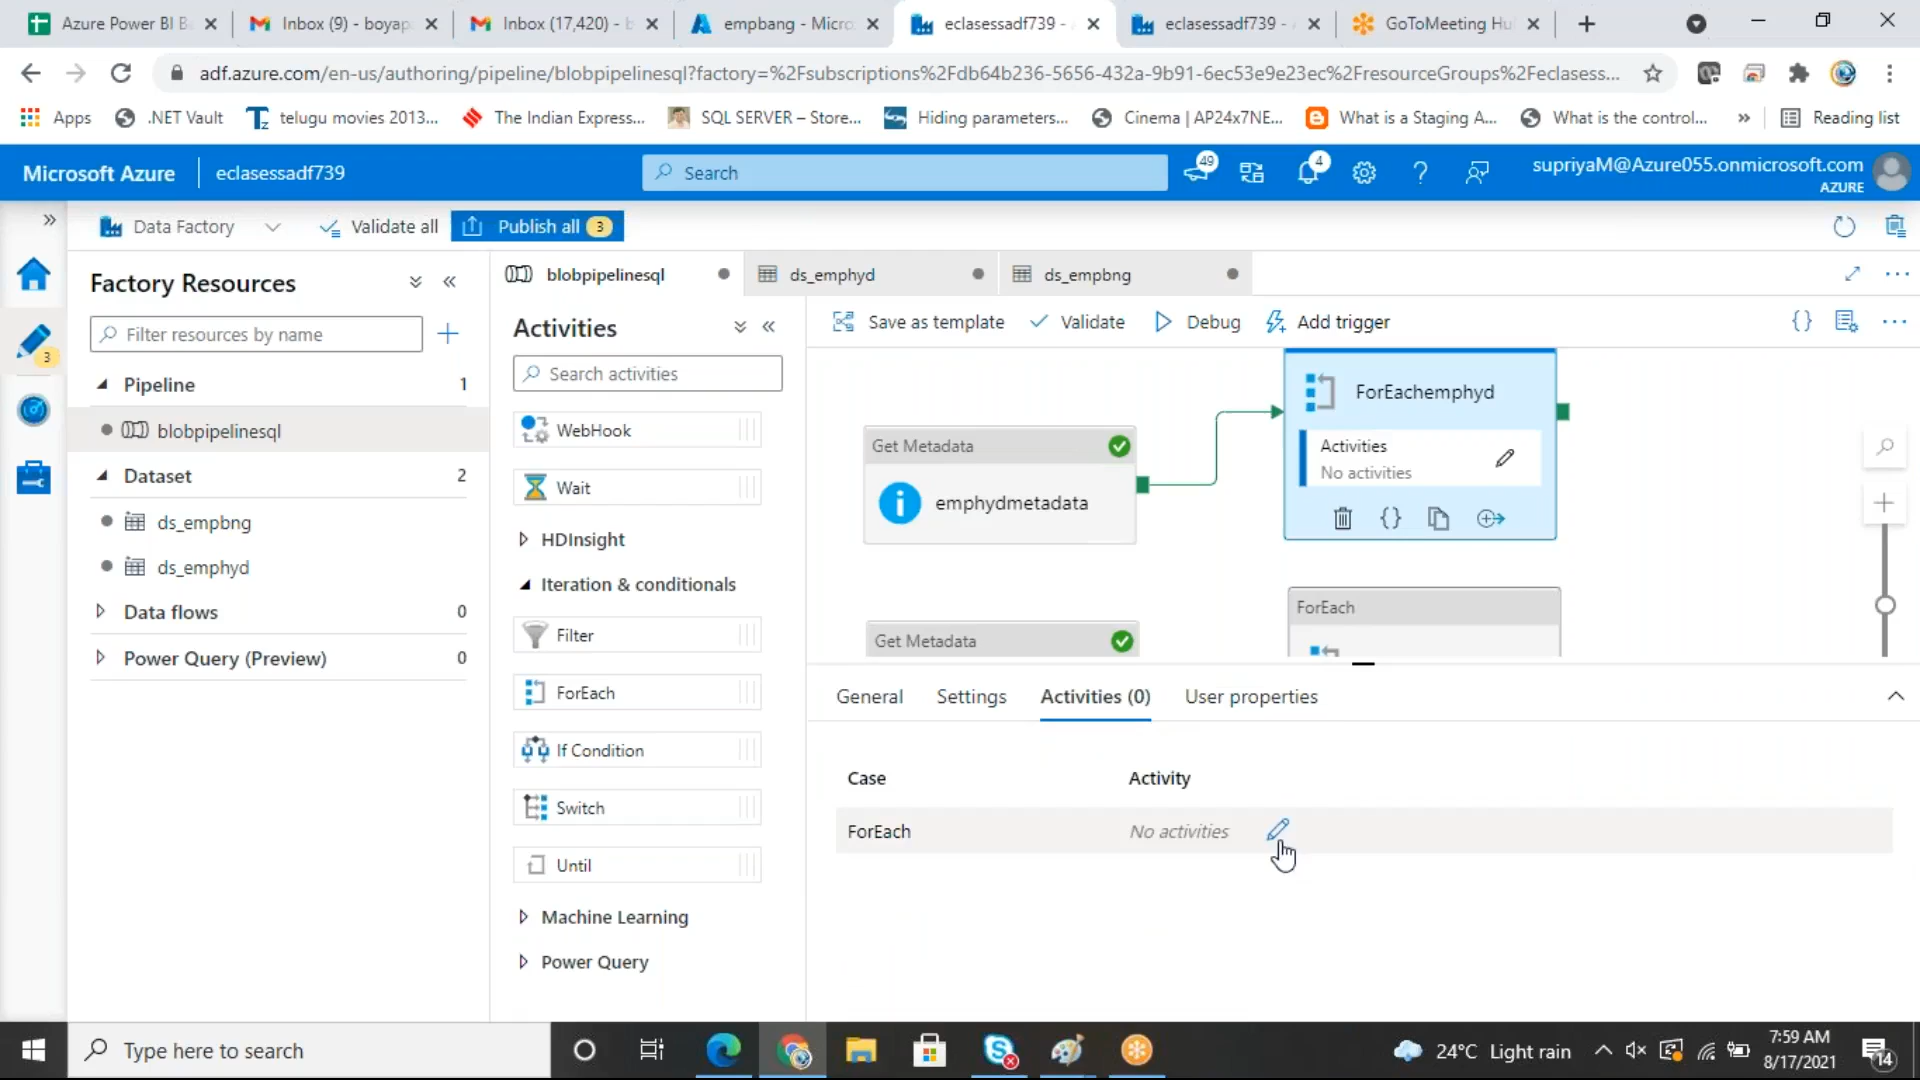 Azure Power BI B
Inbox (9) - boyap
Inbox (17,420) - b
empbang - Micro
eclasessadf739 -
eclasessadf739 -
GoToMeeting Hu
adf.azure.com/en-us/authoring/pipeline/blobpipelinesql?factory=%2Fsubscriptions%2Fdb64b236-5656-432a-9b91-6ec53e9e23ec%2FresourceGroups%2Feclasess...
Apps
.NET Vault
telugu movies 2013...
The Indian Express...
SQL SERVER – Store...
Hiding parameters...
Cinema | AP24x7NE...
What is a Staging A...
What is the control...
»
Reading list
Microsoft Azure
eclasessadf739
Search
49
4
supriyaM@Azure055.onmicrosoft.com
AZURE
Data Factory
Validate all
Publish all 3
Factory Resources
Filter resources by name
3
Pipeline 1
blobpipelinesql
Dataset 2
ds_empbng
ds_emphyd
Data flows 0
Power Query (Preview) 0
blobpipelinesql
ds_emphyd
ds_empbng
Activities
Search activities
WebHook
Wait
HDInsight
Iteration & conditionals
Filter
ForEach
If Condition
Switch
Until
Machine Learning
Power Query
Save as template
Validate
Debug
Add trigger
Get Metadata
emphydmetadata
ForEachemphyd
Activities
No activities
Get Metadata
ForEach
General
Settings
Activities (0)
User properties
Case
Activity
ForEach
No activities
Type here to search
24°C Light rain
7:59 AM
8/17/2021
14